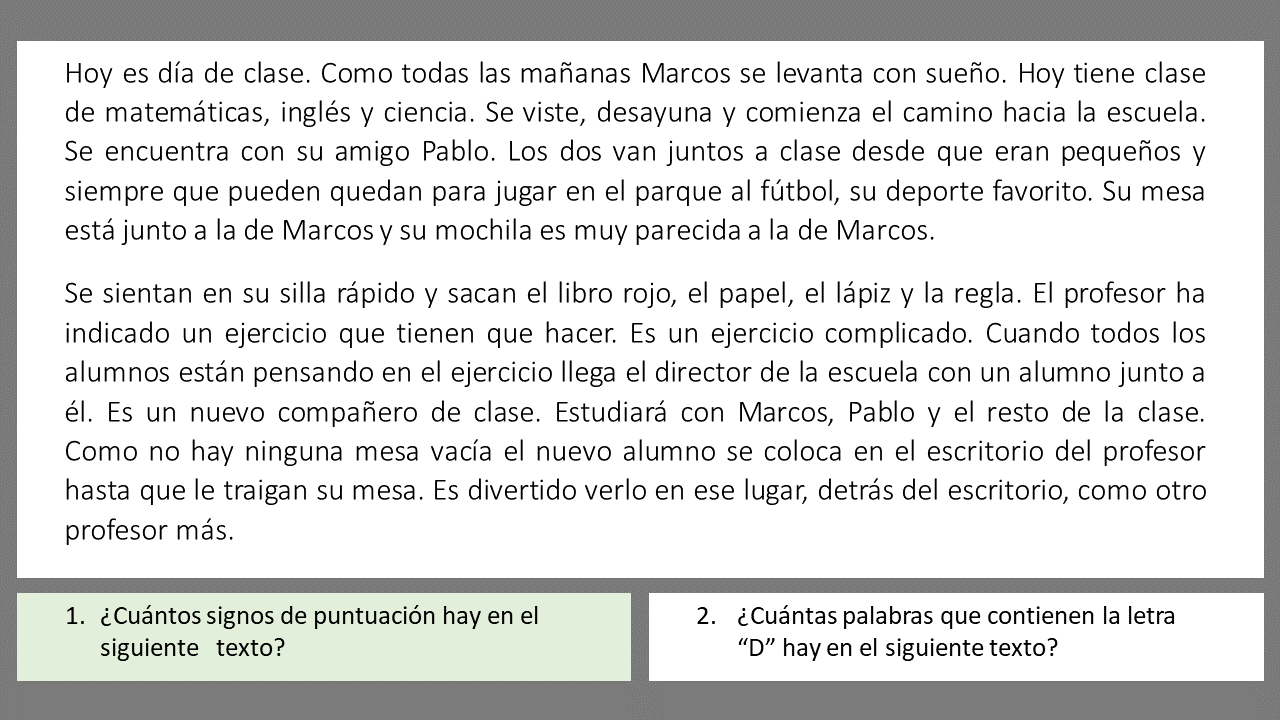 Hoy es día de clase. Como todas las mañanas Marcos se levanta con sueño. Hoy tiene clase
de matemáticas, inglés y ciencia. Se viste, desayuna y comienza el camino hacia la escuela.
Se encuentra con su amigo Pablo. Los dos van juntos a clase desde que eran pequeños y
siempre que pueden quedan para jugar en el parque al fútbol, su deporte favorito. Su mesa
está junto a la de Marcos y su mochila es muy parecida a la de Marcos.
Se sientan en su silla rápido y sacan el libro rojo, el papel, el lápiz y la regla. El profesor ha
indicado un ejercicio que tienen que hacer. Es un ejercicio complicado. Cuando todos los
alumnos están pensando en el ejercicio llega el director de la escuela con un alumno junto a
él. Es un nuevo compañero de clase. Estudiará con Marcos, Pablo y el resto de la clase.
Como no hay ninguna mesa vacía el nuevo alumno se coloca en el escritorio del profesor
hasta que le traigan su mesa. Es divertido verlo en ese lugar, detrás del escritorio, como otro
profesor más.
1. ¿Cuántos signos de puntuación hay en el
siguiente texto?
2. ¿Cuántas palabras que contienen la letra
“D” hay en el siguiente texto?